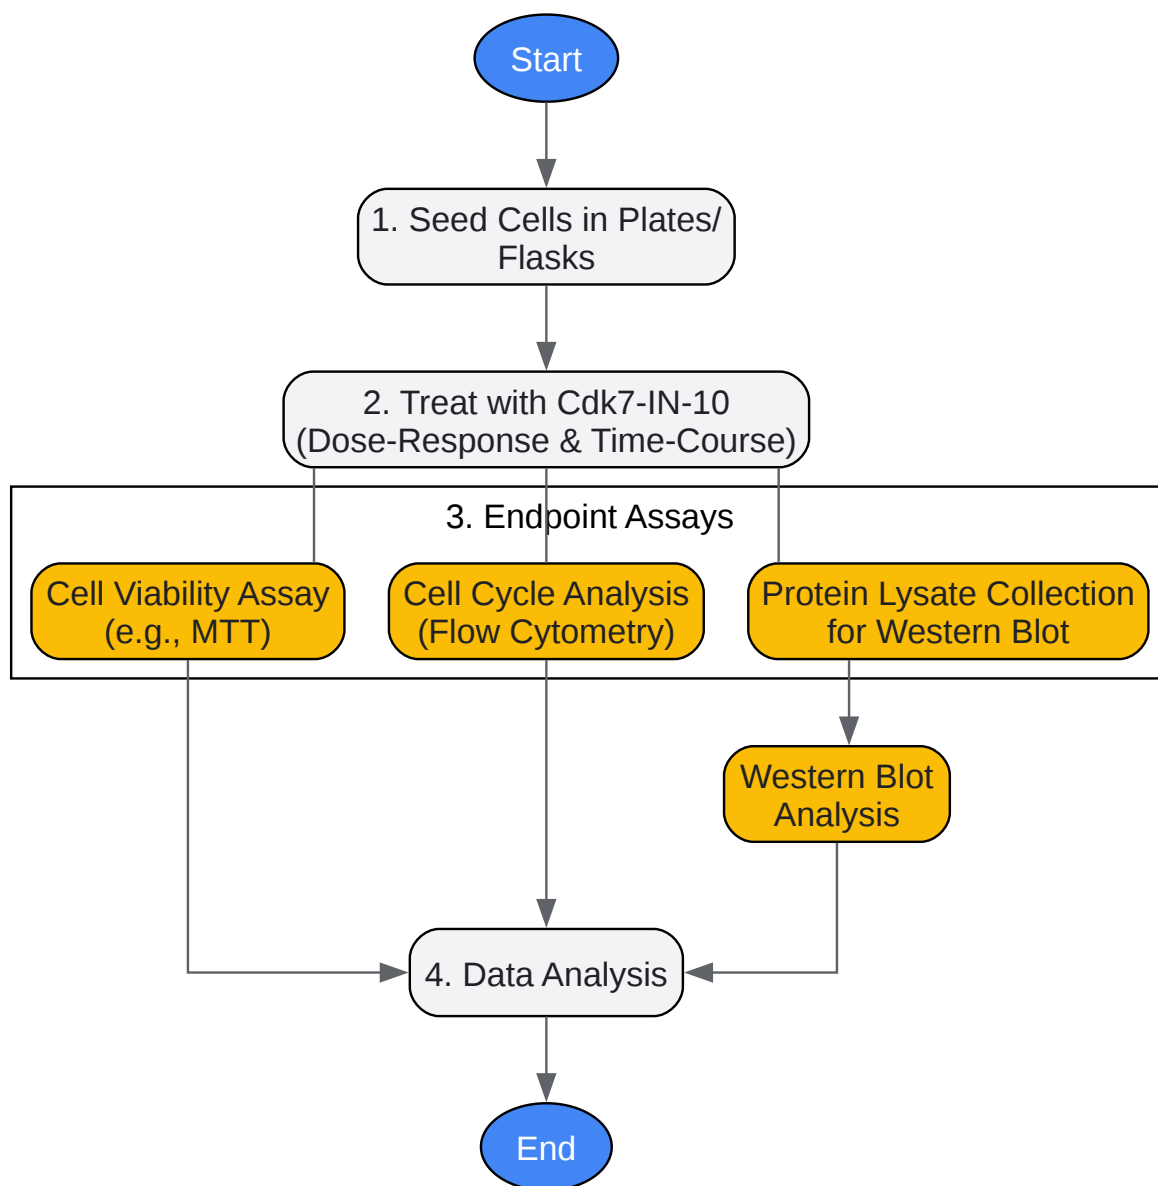 Start
1. Seed Cells in Plates/
Flasks
2. Treat with Cdk7-IN-10
(Dose-Response & Time-Course)
3. Endpoint Assays
Cell Viability Assay
(e.g., MTT)
Cell Cycle Analysis
(Flow Cytometry)
Protein Lysate Collection
for Western Blot
Western Blot
Analysis
4. Data Analysis
End